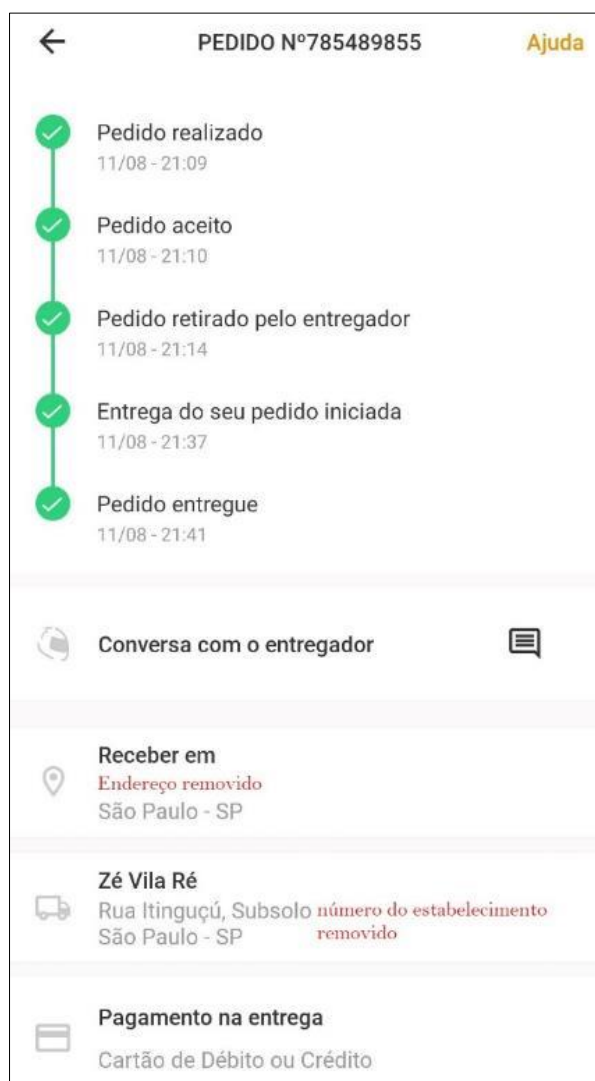 PEDIDO Nº785489855 Ajuda
Pedido realizado
11/08 - 21:09
Pedido aceito
11/08 - 21:10
Pedido retirado pelo entregador
11/08 - 21:14
Entrega do seu pedido iniciada
11/08 - 21:37
Pedido entregue
11/08 - 21:41
Conversa com o entregador
Receber em
Endereço removido
São Paulo - SP
Zé Vila Ré
Rua Itinguçú, Subsolo número do estabelecimento
São Paulo - SP removido
Pagamento na entrega
Cartão de Débito ou Crédito